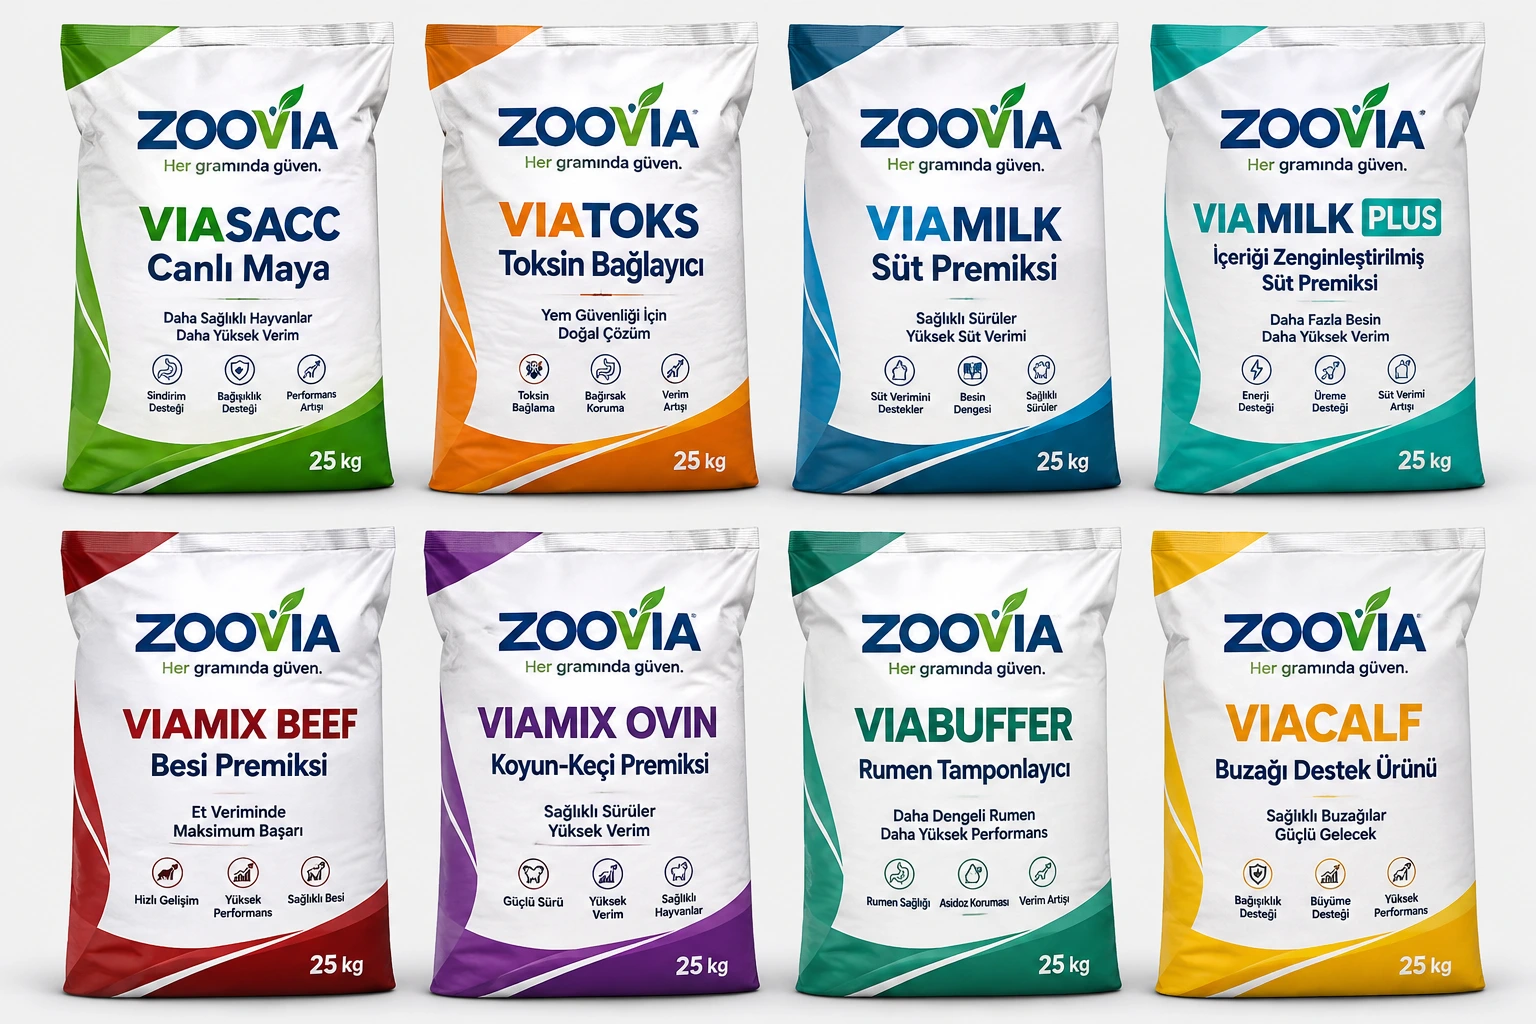 ZOOVIA
Her gramında güven.
VIASACC
Canlı Maya
Daha Sağlıklı Hayvanlar
Daha Yüksek Verim
Sindirim
Desteği
Bağışıklık
Desteği
Performans
Artışı
25 kg
ZOOVIA
Her gramında güven.
VIATOKS
Toksin Bağlayıcı
Yem Güvenliği İçin
Doğal Çözüm
Toksin
Bağlama
Bağırsak
Koruma
Verim
Artışı
25 kg
ZOOVIA
Her gramında güven.
VIAMILK
Süt Premiksi
Sağlıklı Sürüler
Yüksek Süt Verimi
Süt Verimini
Destekler
Besin
Dengesi
Sağlıklı
Sürüler
25 kg
ZOOVIA
Her gramında güven.
VIAMILK PLUS
İçeriği Zenginleştirilmiş
Süt Premiksi
Daha Fazla Besin
Daha Yüksek Verim
Enerji
Desteği
Üreme
Desteği
Süt Verimi
Artışı
25 kg
ZOOVIA
Her gramında güven.
VIAMIX BEEF
Besi Premiksi
Et Veriminde
Maksimum Başarı
Hızlı Gelişim
Yüksek
Performans
Sağlıklı Besi
25 kg
ZOOVIA
Her gramında güven.
VIAMIX OVIN
Koyun-Keçi Premiksi
Sağlıklı Sürüler
Yüksek Verim
Güçlü Sürü
Yüksek
Verim
Sağlıklı
Hayvanlar
25 kg
ZOOVIA
Her gramında güven.
VIABUFFER
Rumen Tamponlayıcı
Daha Dengeli Rumen
Daha Yüksek Performans
Rumen Sağlığı
Asidoz Koruması
Verim Artışı
25 kg
ZOOVIA
Her gramında güven.
VIACALF
Buzağı Destek Ürünü
Sağlıklı Buzağılar
Güçlü Gelecek
Bağışıklık
Desteği
Büyüme
Desteği
Yüksek
Performans
25 kg